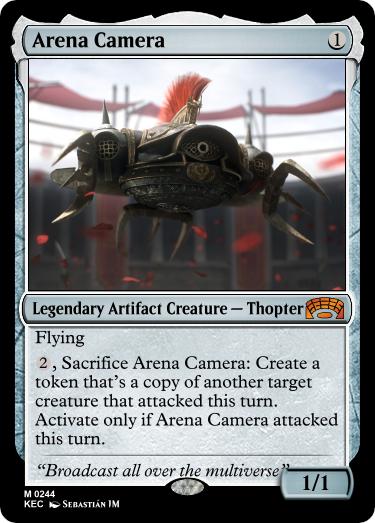 Arena Camera 1
Legendary Artifact Creature — Thopter
Flying
2, Sacrifice Arena Camera: Create a
token that's a copy of another target
creature that attacked this turn.
Activate only if Arena Camera attacked
this turn.
“Broadcast all over the multiverse”
1/1
M 0244
KEC Sebastián JM